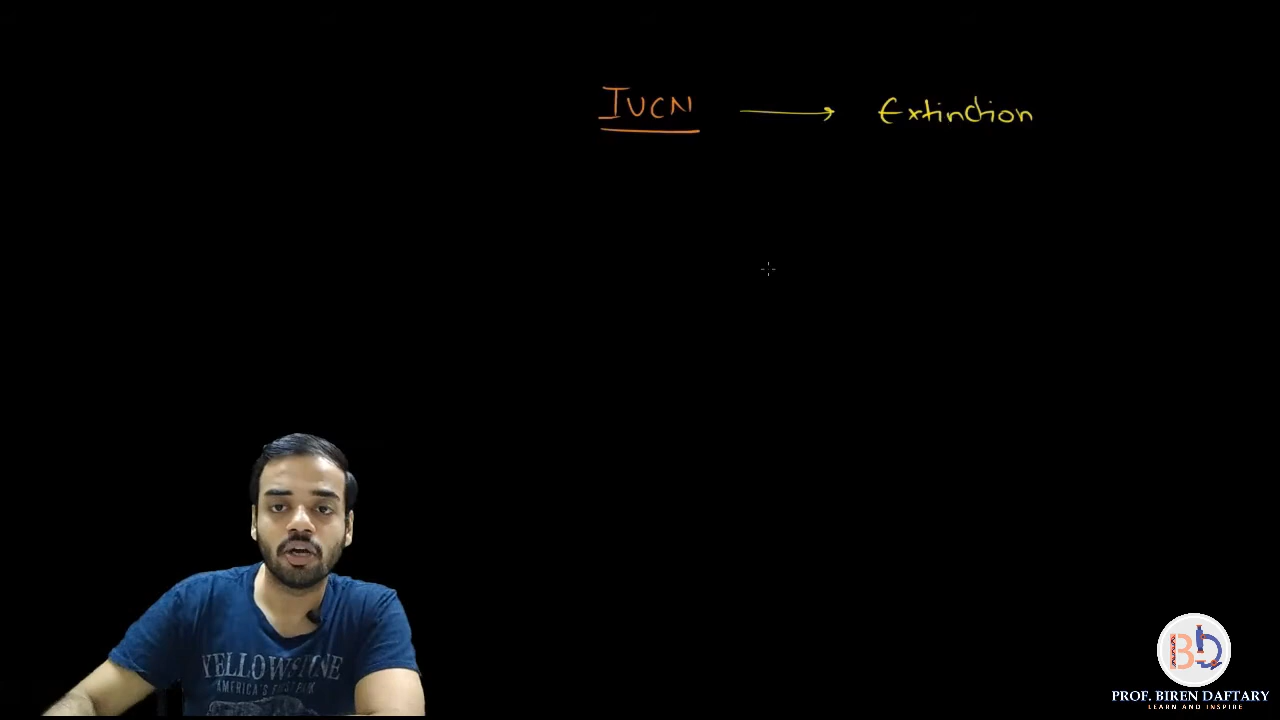 IUCN → Extinction
YELLOWSTONE
AMERICA'S FIRST PARK
PROF. BIREN DAFTARY
LEARN AND INSPIRE